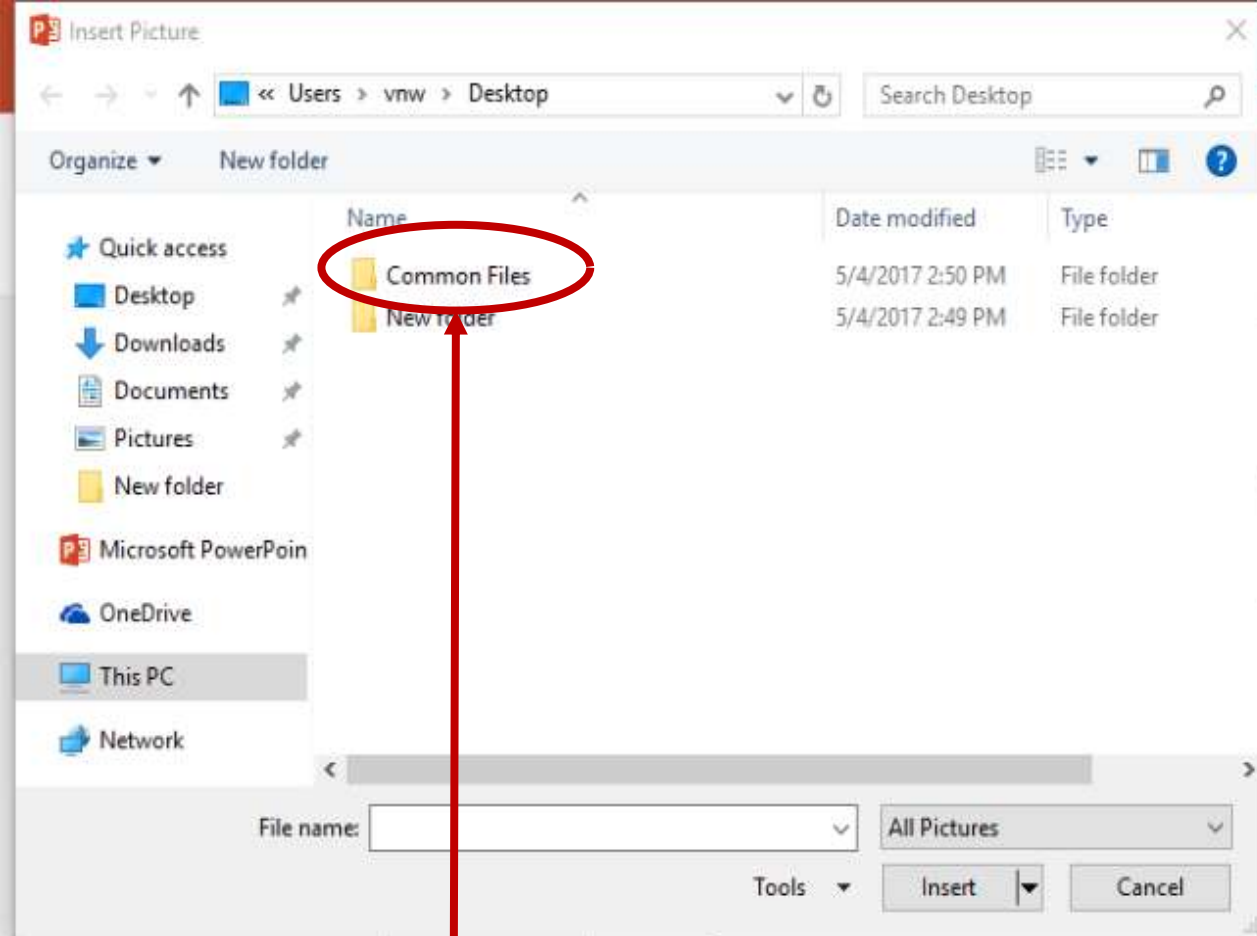 Insert Picture
« Users > vnw > Desktop
Search Desktop
Organize
New folder
Name
Date modified
Type
Quick access
Desktop
Downloads
Documents
Pictures
New folder
Microsoft PowerPoin
OneDrive
This PC
Network
Common Files 5/4/2017 2:50 PM File folder
New folder 5/4/2017 2:49 PM File folder
File name:
All Pictures
Tools
Insert
Cancel